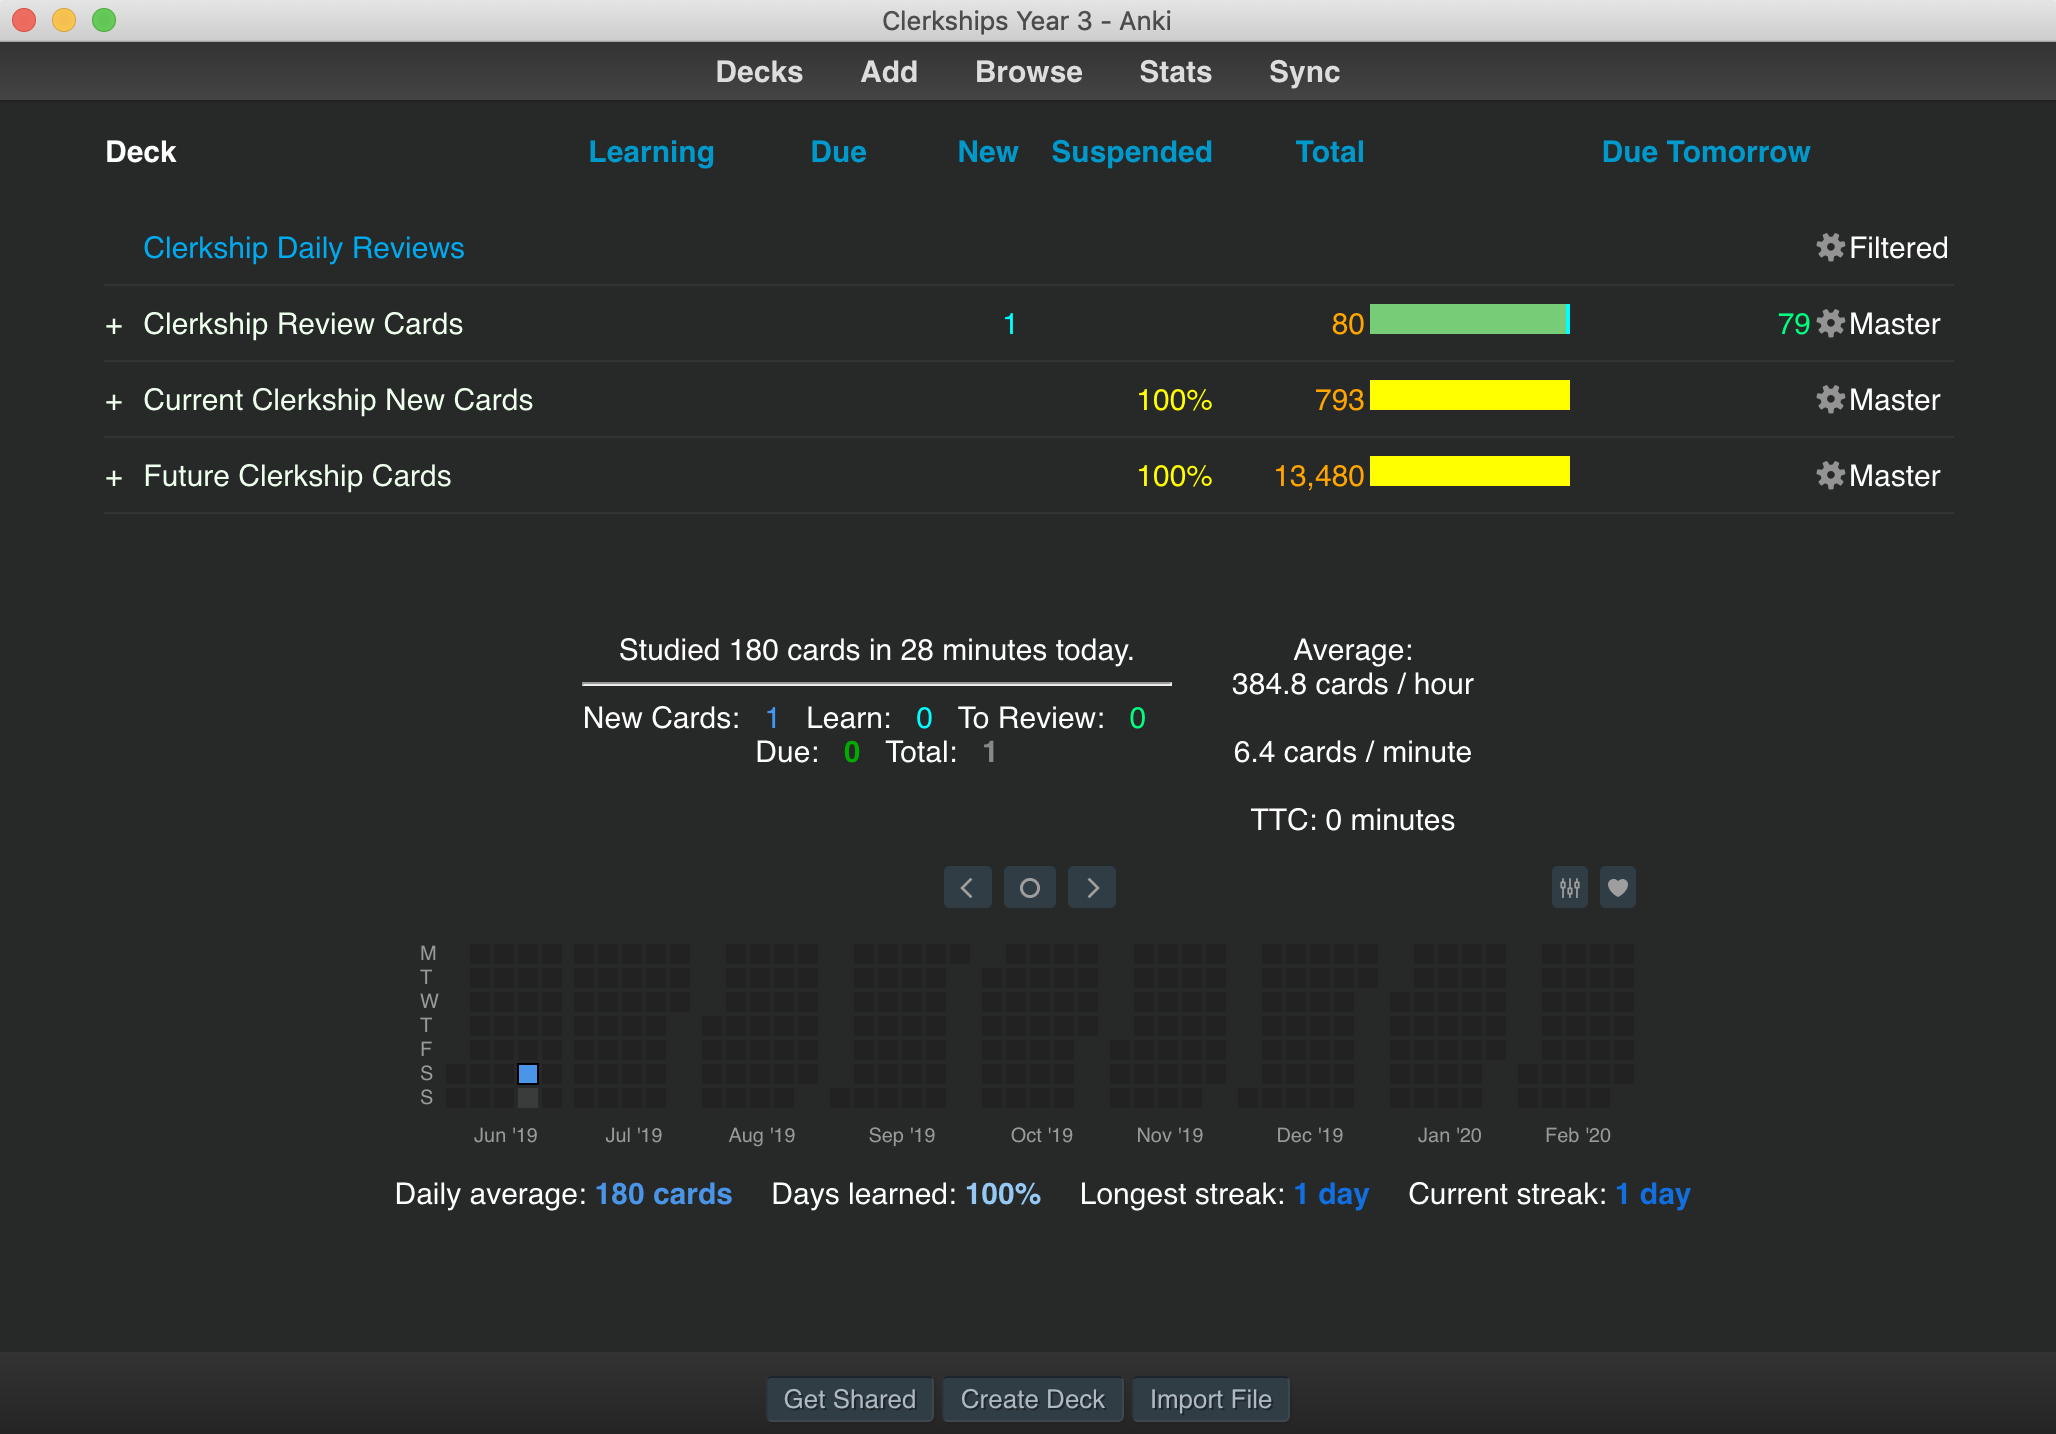 Clerkships Year 3 - Anki
Decks Add Browse Stats Sync
Deck Learning Due New Suspended Total Due Tomorrow
Clerkship Daily Reviews Filtered
+ Clerkship Review Cards 1 80 79 Master
+ Current Clerkship New Cards 100% 793 Master
+ Future Clerkship Cards 100% 13,480 Master
Studied 180 cards in 28 minutes today.
New Cards: 1 Learn: 0 To Review: 0
Due: 0 Total: 1
Average:
384.8 cards / hour
6.4 cards / minute
TTC: 0 minutes
M
T
W
T
F
S
S
Jun '19 Jul '19 Aug '19 Sep '19 Oct '19 Nov '19 Dec '19 Jan '20 Feb '20
Daily average: 180 cards Days learned: 100% Longest streak: 1 day Current streak: 1 day
Get Shared Create Deck Import File